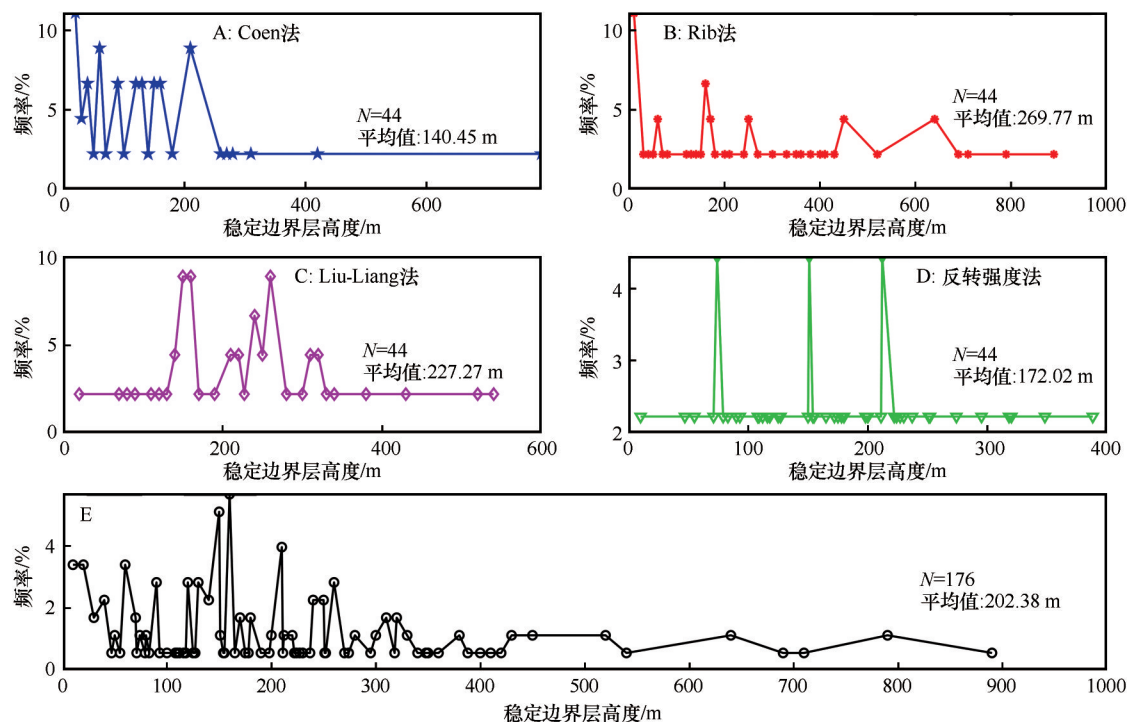 A: Coen法
N=44
平均值:140.45 m
频率/%
10
5
0
0 200 400 600
稳定边界层高度/m
B: Rib法
N=44
平均值:269.77 m
频率/%
10
5
0
0 200 400 600 800 1000
稳定边界层高度/m
C: Liu-Liang法
N=44
平均值:227.27 m
频率/%
10
5
0
0 200 400 600
稳定边界层高度/m
D: 反转强度法
N=44
平均值:172.02 m
频率/%
4
3
2
100 200 300 400
稳定边界层高度/m
E
N=176
平均值:202.38 m
频率/%
4
2
0
0 100 200 300 400 500 600 700 800 900 1000
稳定边界层高度/m